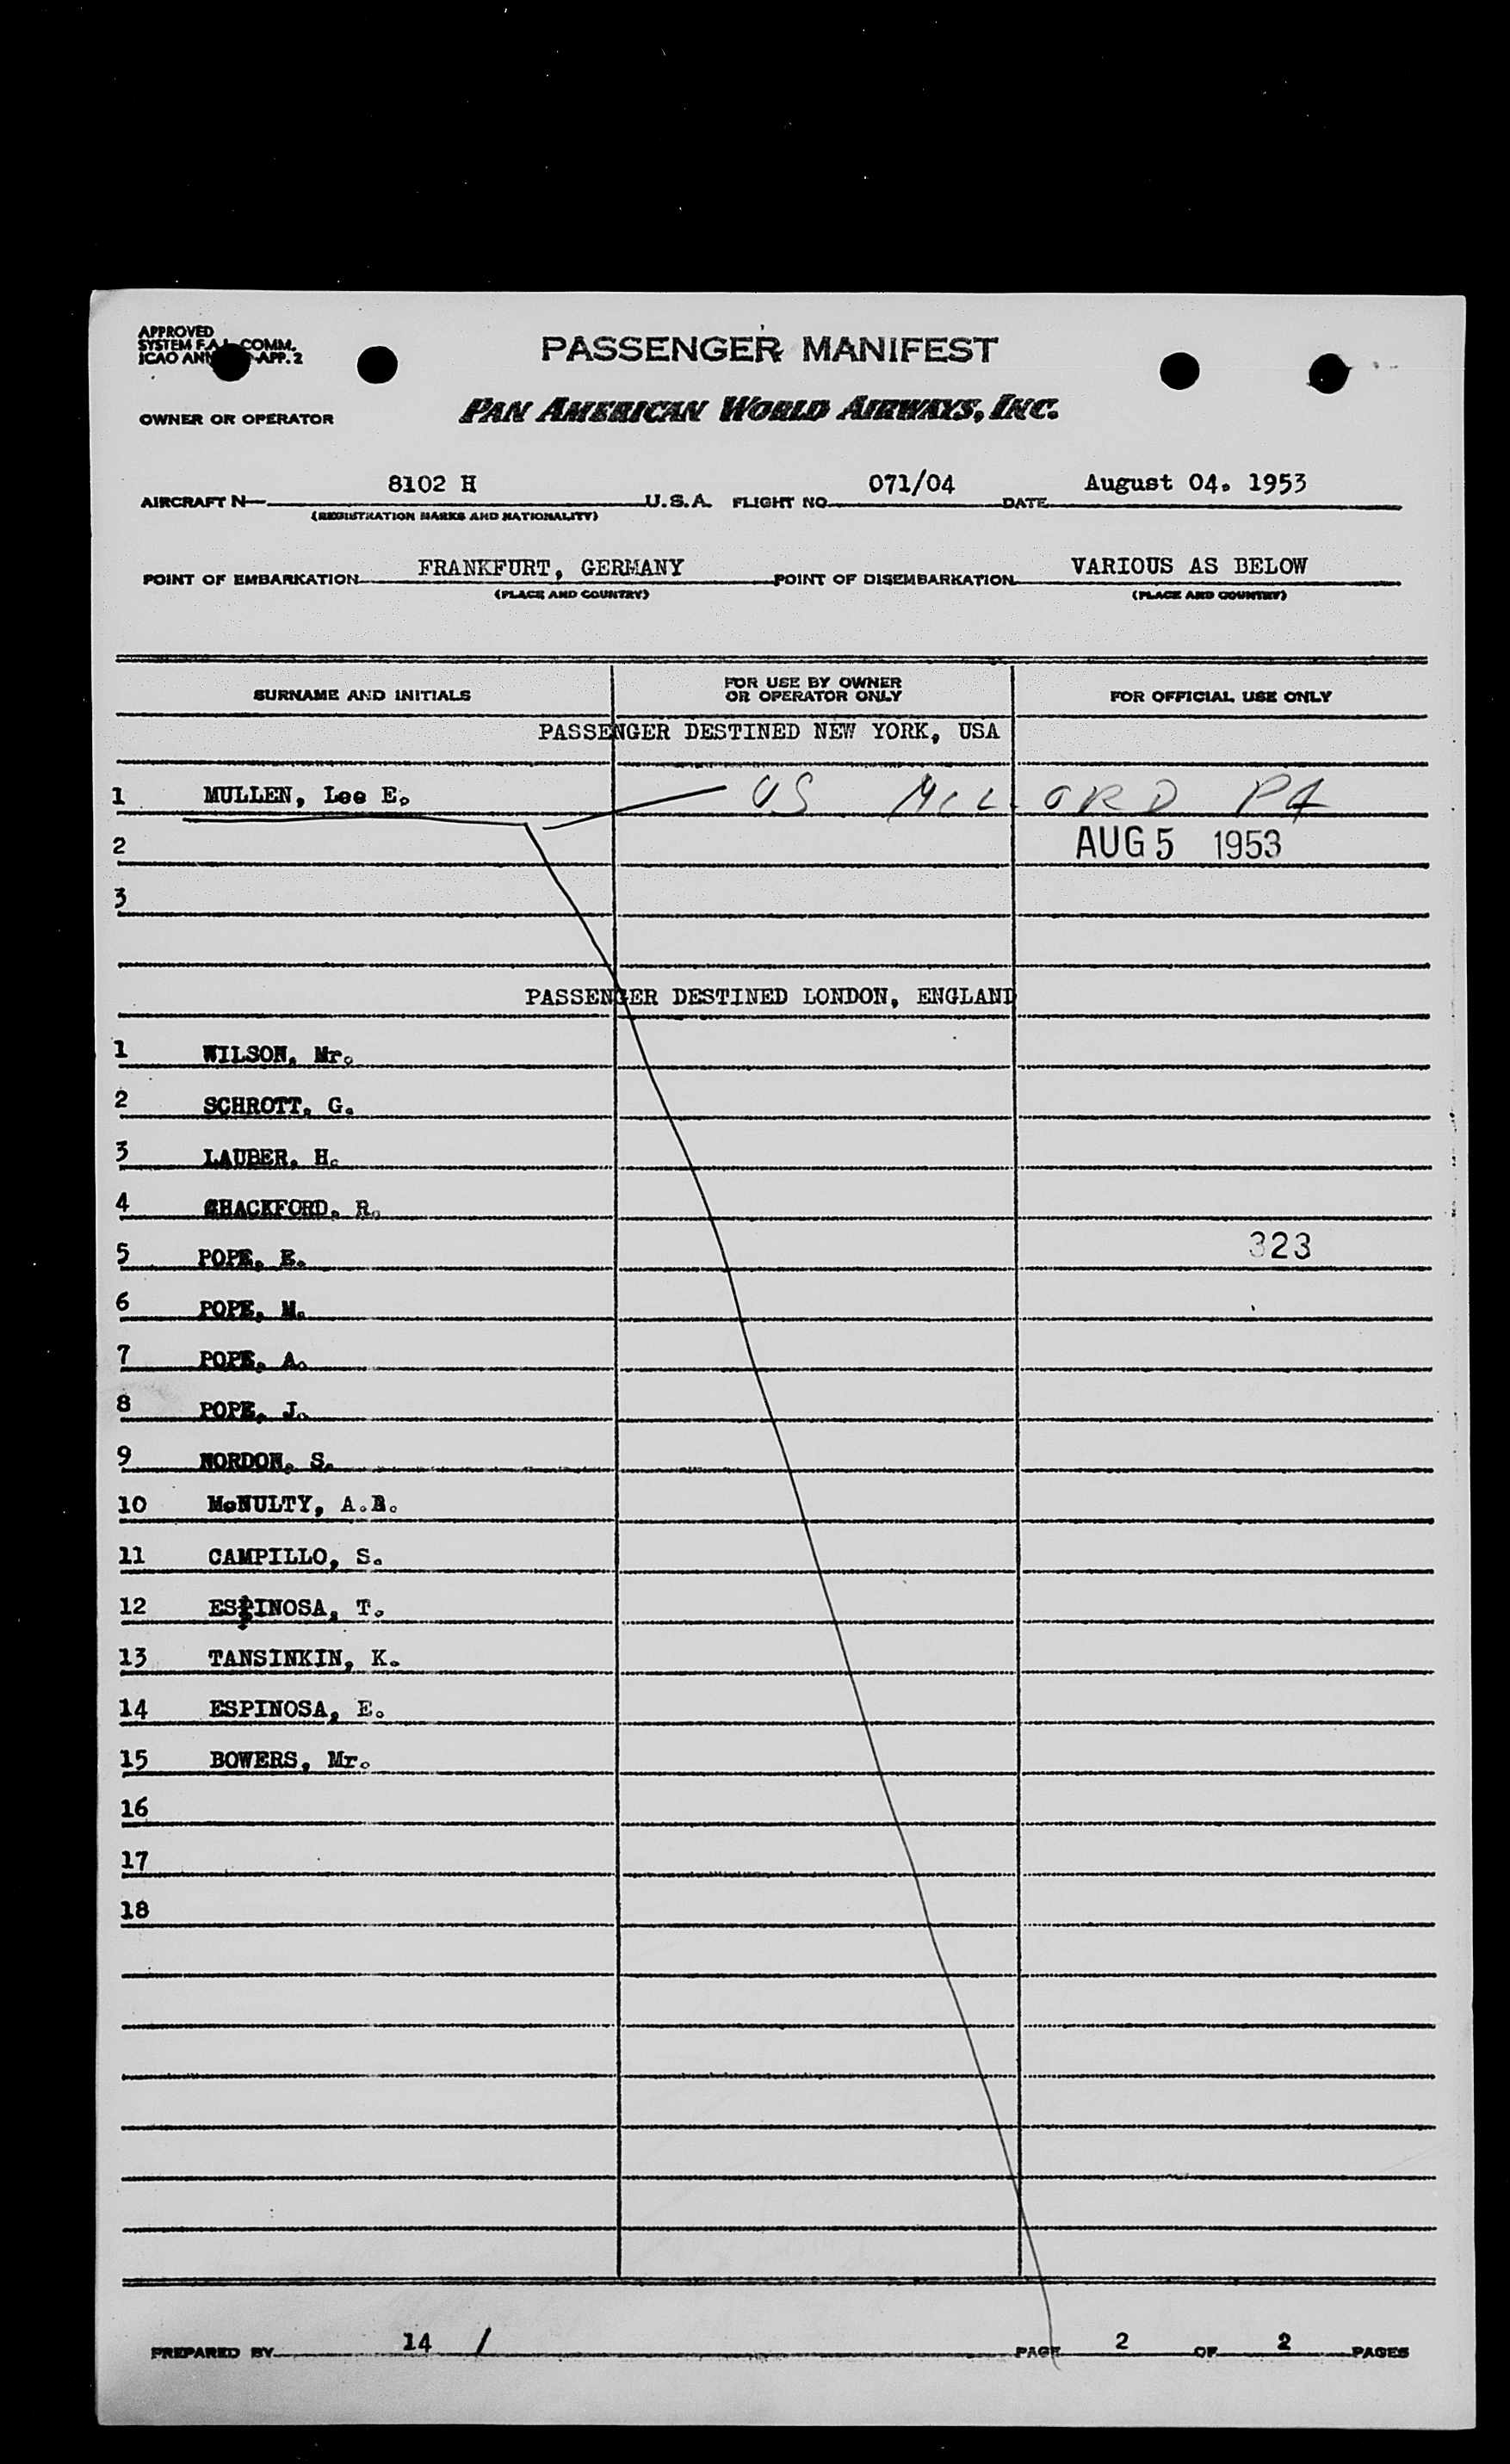 APPROVED
SYSTEM F.A.L. COMM.
ICAO ANN -APP. 2
PASSENGER MANIFEST
OWNER OR OPERATOR PAN AMERICAN WORLD AIRWAYS, INC.
AIRCRAFT N 8102 H U.S.A. FLIGHT NO. 071/04 DATE August 04. 1953
(REGISTRATION MARKS AND NATIONALITY)
POINT OF EMBARKATION FRANKFURT, GERMANY POINT OF DISEMBARKATION VARIOUS AS BELOW
(PLACE AND COUNTRY) (PLACE AND COUNTRY)
SURNAME AND INITIALS FOR USE BY OWNER OR OPERATOR ONLY FOR OFFICIAL USE ONLY
PASSENGER DESTINED NEW YORK, USA
1 MULLEN, Lee E. US PA
2 AUG 5 1953
3
PASSENGER DESTINED LONDON, ENGLAND
1 WILSON, Mr.
2 SCHROTT, G.
3 LAUBER, H.
4 SHACKFORD, R.
5 POPE, E. 323
6 POPE, M.
7 POPE, A.
8 POPE, J.
9 NORDON, S.
10 McNULTY, A.B.
11 CAMPILLO, S.
12 ESPINOSA, T.
13 TANSINKIN, K.
14 ESPINOSA, E.
15 BOWERS, Mr.
16
17
18
PREPARED BY 14 / PAGE 2 OF 2 PAGES